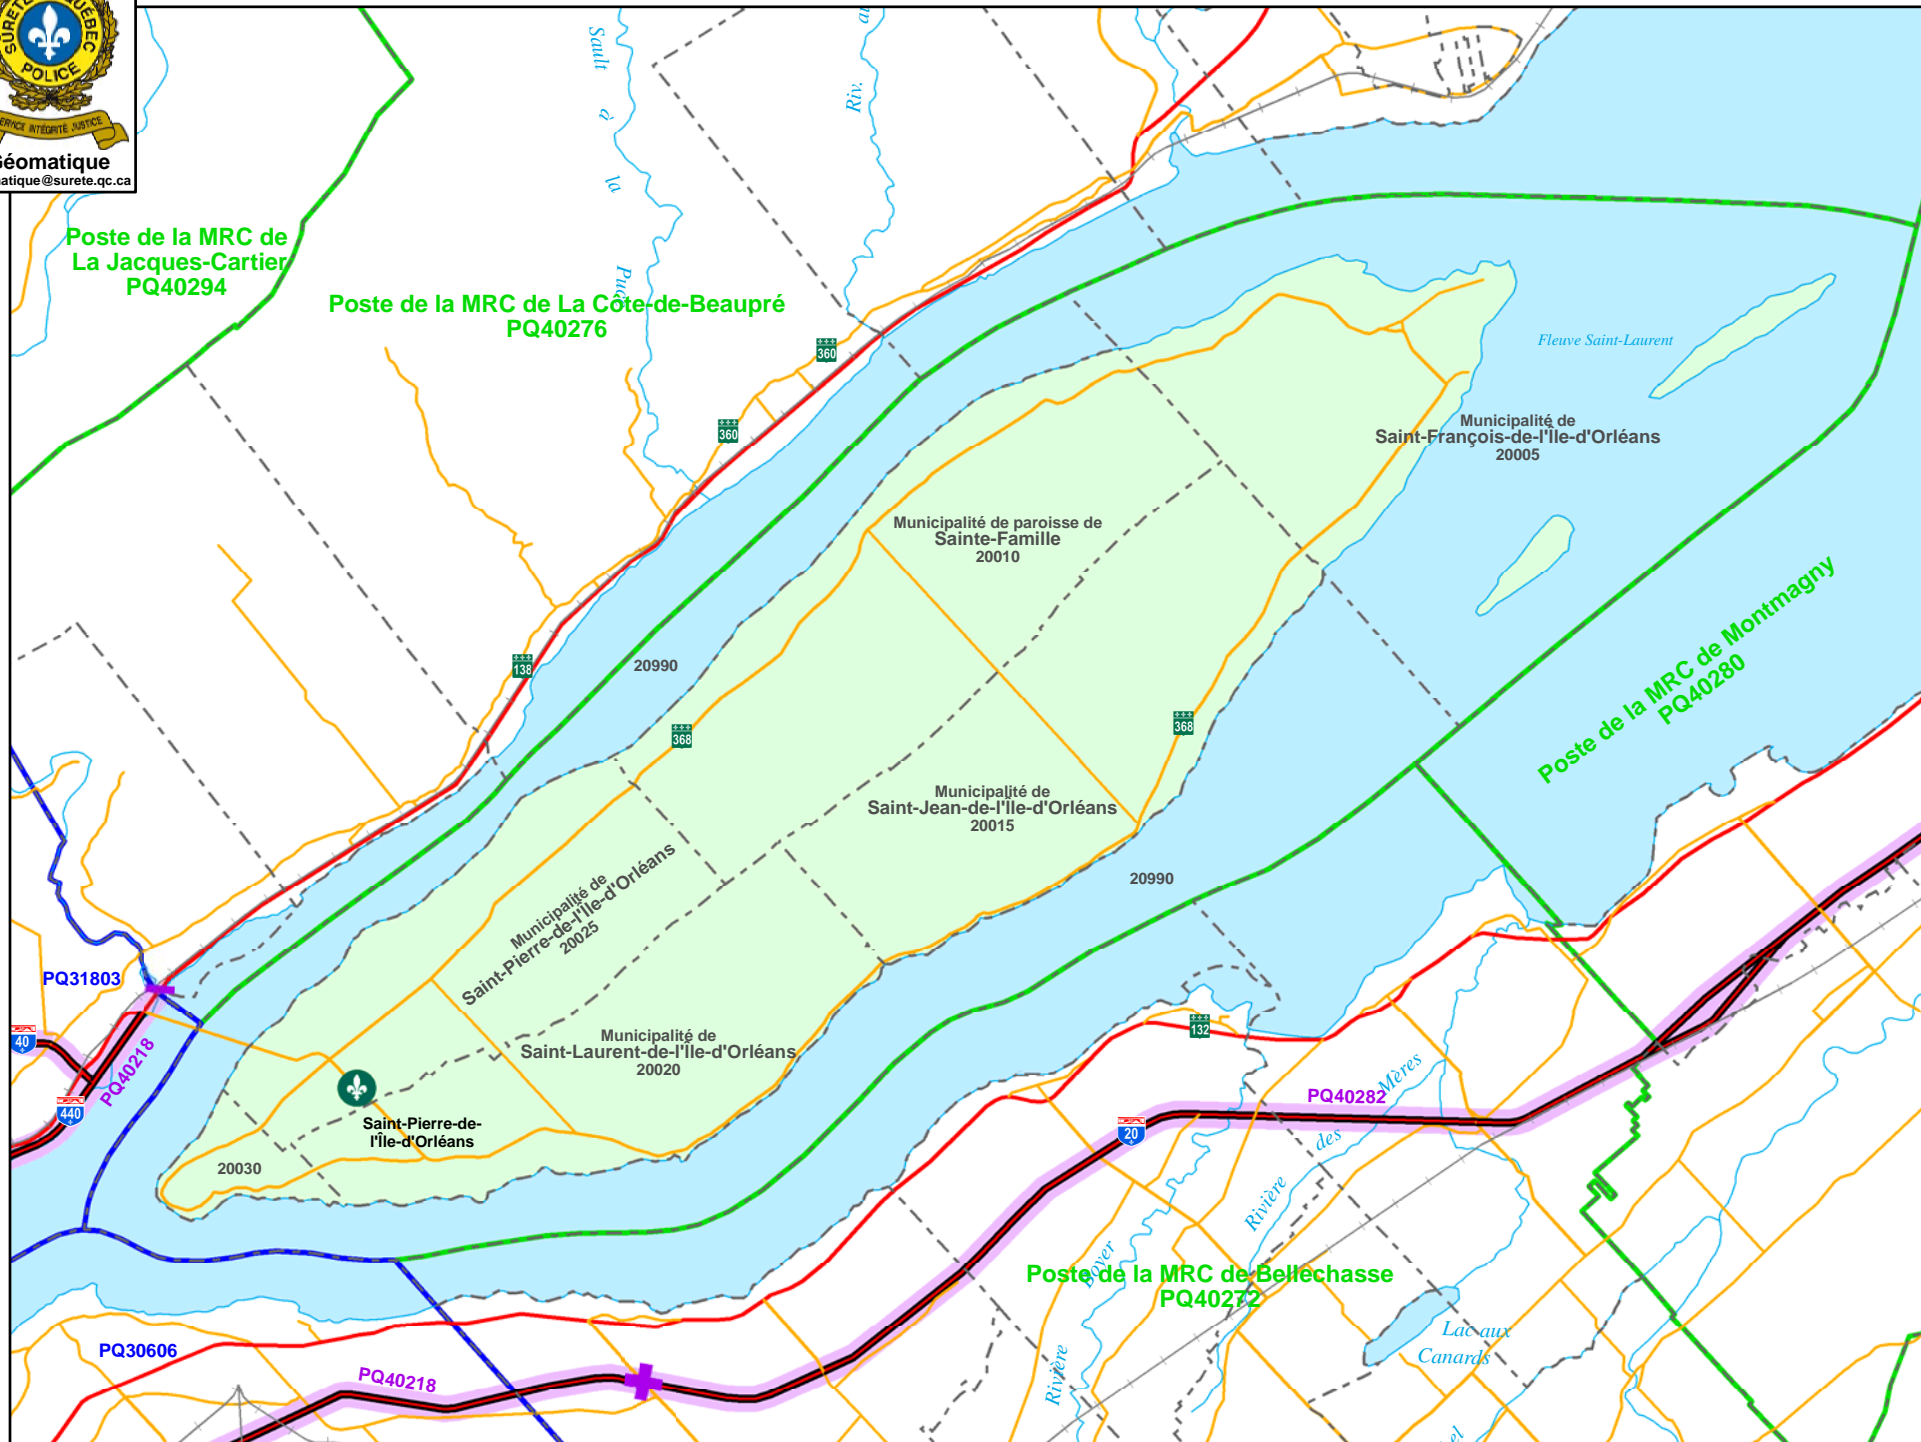 SÛRETÉ DU QUÉBEC
POLICE
SERVICE INTÉGRITÉ JUSTICE
Géomatique
atique@surete.qc.ca
Poste de la MRC de
La Jacques-Cartier
PQ40294
Poste de la MRC de La Côte-de-Beaupré
PQ40276
Sault à la Puce
Riv. au
360
360
138
368
368
Fleuve Saint-Laurent
Municipalité de
Saint-François-de-l'Île-d'Orléans
20005
Municipalité de paroisse de
Sainte-Famille
20010
20990
Poste de la MRC de Montmagny
PQ40280
Municipalité de
Saint-Jean-de-l'Île-d'Orléans
20015
20990
Municipalité de
Saint-Pierre-de-l'Île-d'Orléans
20025
Municipalité de
Saint-Laurent-de-l'Île-d'Orléans
20020
PQ31803
40
PQ40218
440
Saint-Pierre-de-
l'Île-d'Orléans
20030
132
PQ40282
20
Rivière des Mères
Rivière Boyer
Poste de la MRC de Bellechasse
PQ40272
Lac aux
Canards
PQ30606
PQ40218